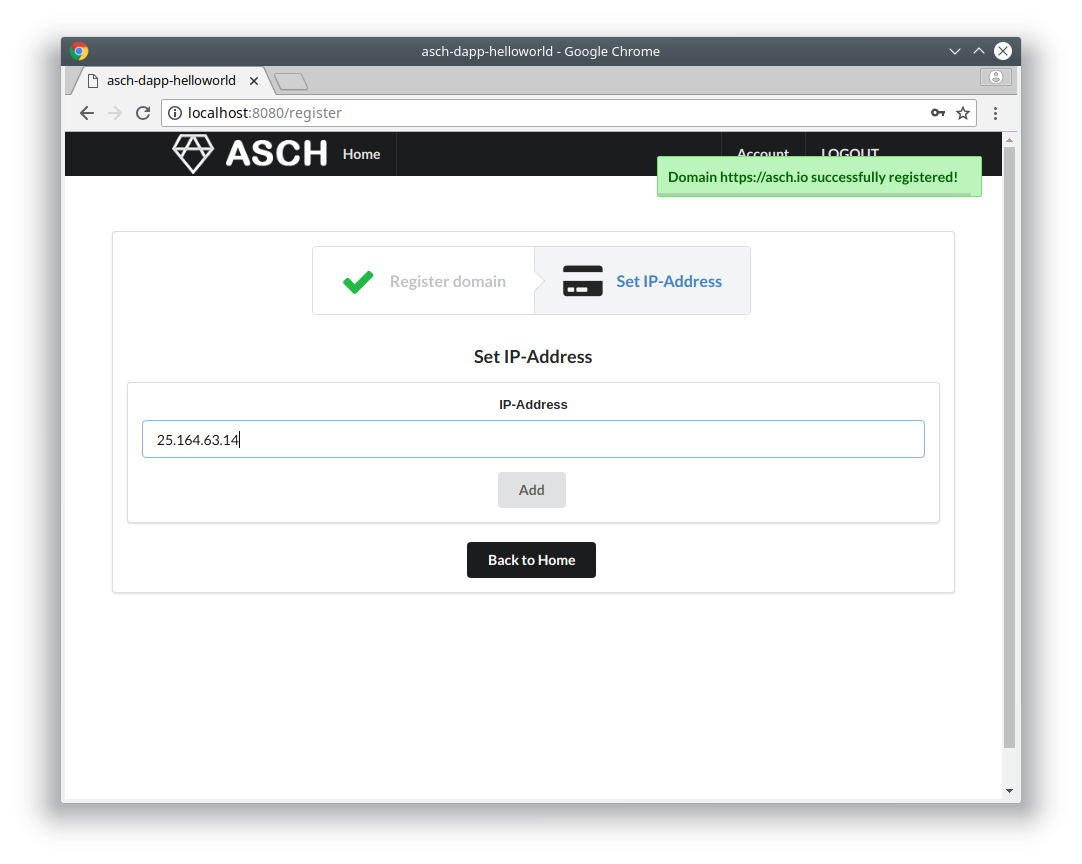 asch-dapp-helloworld - Google Chrome
asch-dapp-helloworld
localhost:8080/register
ASCH Home Account LOGOUT
Domain https://asch.io successfully registered!
Register domain Set IP-Address
Set IP-Address
IP-Address
25.164.63.14
Add
Back to Home